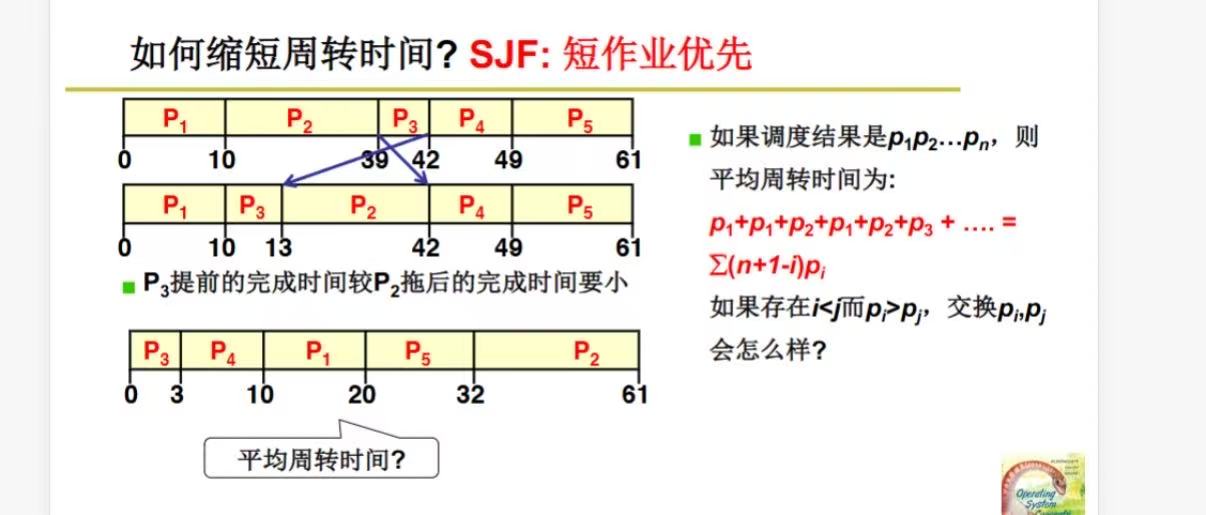 如何缩短周转时间? SJF: 短作业优先
P1 P2 P3 P4 P5
0 10 39 42 49 61
P1 P3 P2 P4 P5
0 10 13 42 49 61
P3提前的完成时间较P2拖后的完成时间要小
P3 P4 P1 P5 P2
0 3 10 20 32 61
平均周转时间?
如果调度结果是p1p2…pn，则
平均周转时间为:
p1+p1+p2+p1+p2+p3 + …. =
∑(n+1-i)pi
如果存在i<j而pi>pj，交换pi,pj
会怎么样?
Operating
System